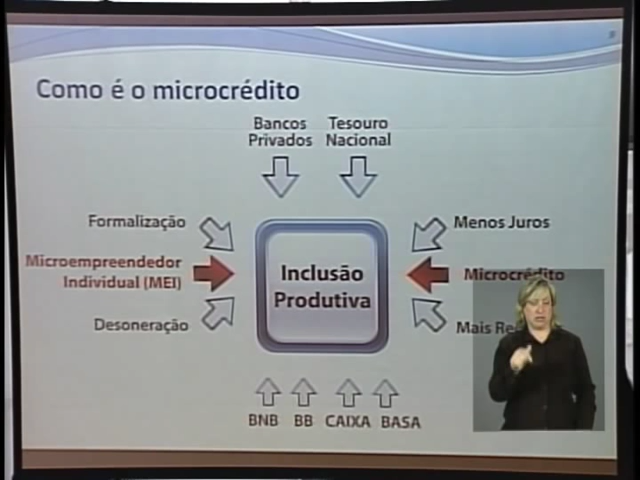 Como é o microcrédito
Bancos
Privados
Tesouro
Nacional
Formalização
Microempreendedor
Individual (MEI)
Desoneração
Inclusão
Produtiva
Menos Juros
Microcrédito
Mais
BNB BB CAIXA BASA